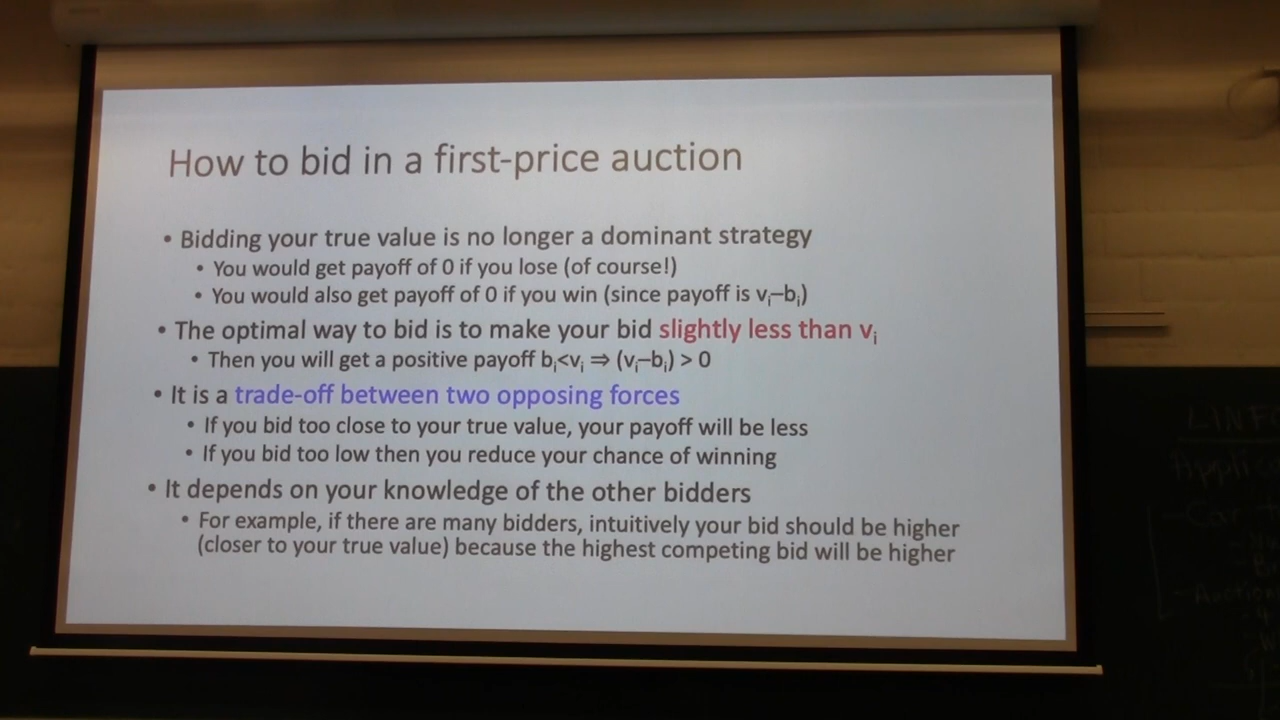 How to bid in a first-price auction
• Bidding your true value is no longer a dominant strategy
• You would get payoff of 0 if you lose (of course!)
• You would also get payoff of 0 if you win (since payoff is vᵢ–bᵢ)
• The optimal way to bid is to make your bid slightly less than vᵢ
• Then you will get a positive payoff bᵢ<vᵢ ⇒ (vᵢ–bᵢ) > 0
• It is a trade-off between two opposing forces
• If you bid too close to your true value, your payoff will be less
• If you bid too low then you reduce your chance of winning
• It depends on your knowledge of the other bidders
• For example, if there are many bidders, intuitively your bid should be higher
(closer to your true value) because the highest competing bid will be higher